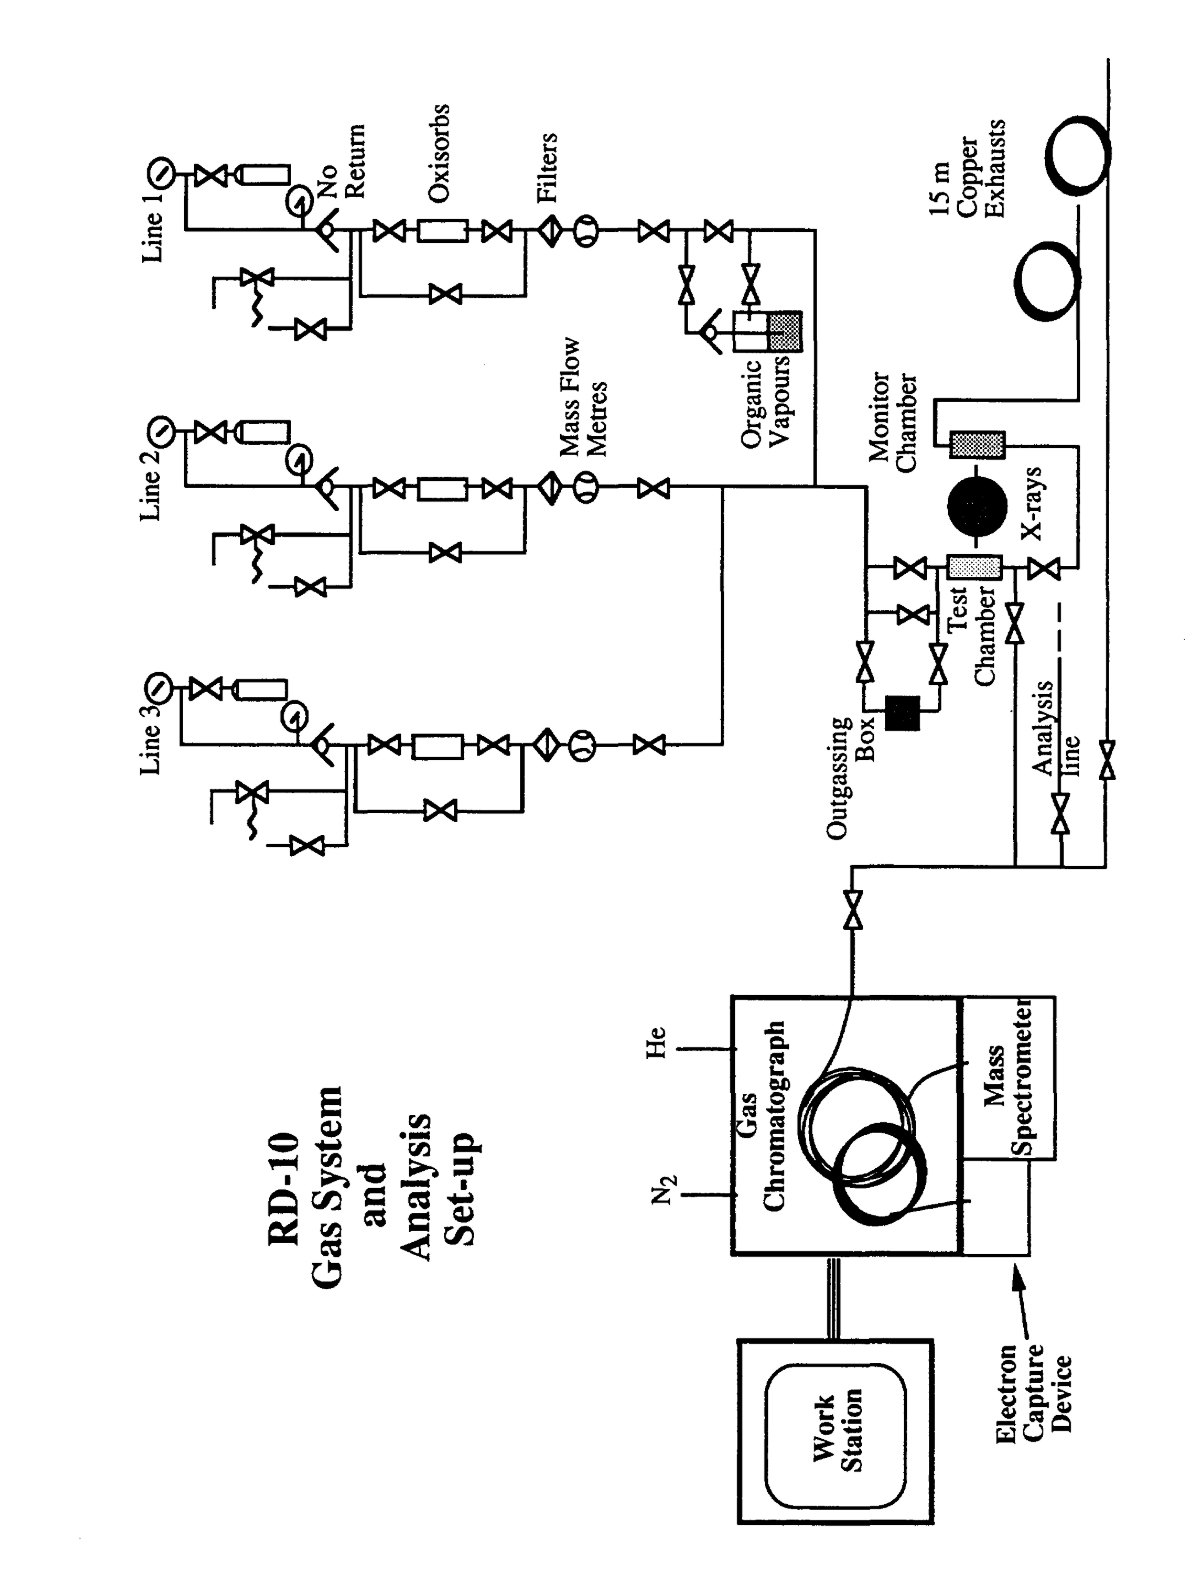 RD-10
Gas System
and
Analysis
Set-up
Line 3
Line 2
Line 1
No
Return
Oxisorbs
Filters
Mass Flow
Metres
Organic
Vapours
Monitor
Chamber
15 m
Copper
Exhausts
X-rays
Test
Chamber
Outgassing
Box
Analysis
line
N2
He
Gas
Chromatograph
Mass
Spectrometer
Work
Station
Electron
Capture
Device